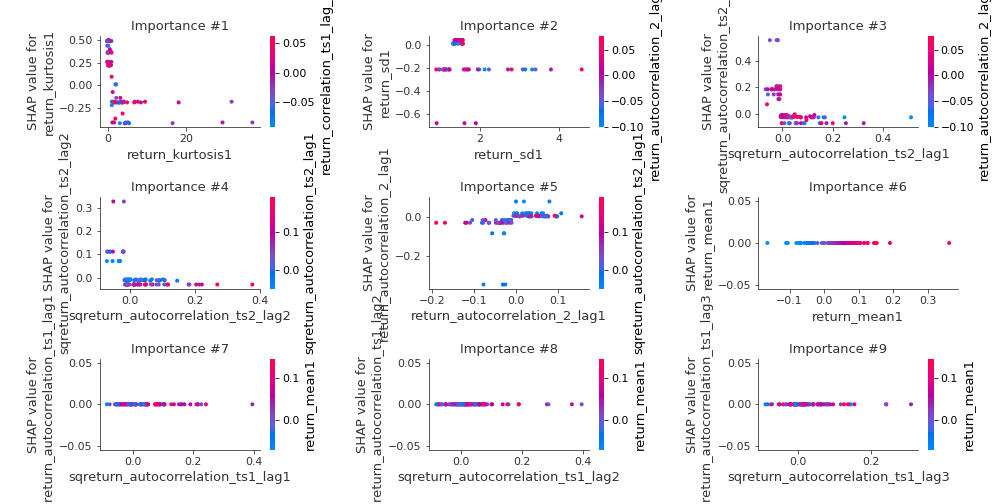 Importance #1
SHAP value for
return_kurtosis1
0.50
0.25
0.00
−0.25
0
20
return_kurtosis1
0.05
0.00
−0.05
Importance #2
SHAP value for
return_sd1
0.0
−0.2
−0.4
−0.6
2
4
return_sd1
0.05
0.00
−0.05
−0.10
Importance #3
SHAP value for
0.4
0.2
0.0
0.0
0.2
0.4
sqreturn_autocorrelation_ts2_lag1
0.05
0.00
−0.05
−0.10
Importance #4
SHAP value for
sqreturn_autocorrelation_ts2_lag2
0.3
0.2
0.1
0.0
0.0
0.2
0.4
sqreturn_autocorrelation_ts2_lag2
0.1
0.0
sqreturn_autocorrelation_ts2_lag1
Importance #5
SHAP value for
return_autocorrelation_2_lag1
0.0
−0.2
−0.2
−0.1
0.0
0.1
return_autocorrelation_2_lag1
0.1
0.0
sqreturn_autocorrelation_ts2_lag1
Importance #6
SHAP value for
return_mean1
0.05
0.00
−0.05
−0.1
0.0
0.1
0.2
0.3
return_mean1
Importance #7
SHAP value for
sqreturn_autocorrelation_ts1_lag1
0.05
0.00
−0.05
0.0
0.2
0.4
sqreturn_autocorrelation_ts1_lag1
0.1
0.0
return_mean1
Importance #8
SHAP value for
sqreturn_autocorrelation_ts1_lag2
0.05
0.00
−0.05
0.0
0.2
0.4
sqreturn_autocorrelation_ts1_lag2
0.1
0.0
return_mean1
Importance #9
SHAP value for
sqreturn_autocorrelation_ts1_lag3
0.05
0.00
−0.05
0.0
0.2
sqreturn_autocorrelation_ts1_lag3
0.1
0.0
return_mean1